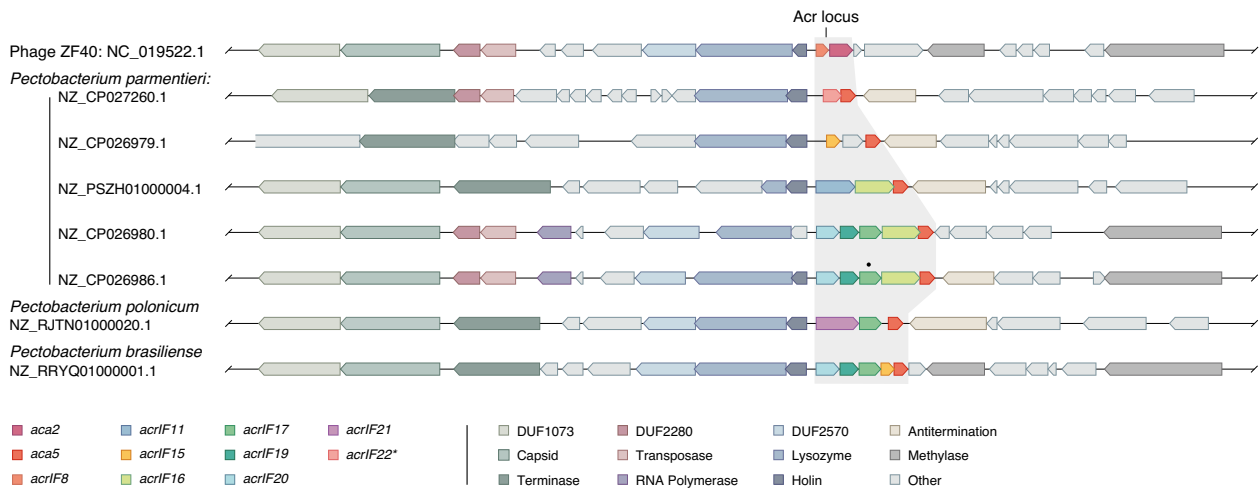 Acr locus
Phage ZF40: NC_019522.1
Pectobacterium parmentieri:
NZ_CP027260.1
NZ_CP026979.1
NZ_PSZH01000004.1
NZ_CP026980.1
NZ_CP026986.1
Pectobacterium polonicum
NZ_RJTN01000020.1
Pectobacterium brasiliense
NZ_RRYQ01000001.1
aca2 acrIF11 acrIF17 acrIF21 DUF1073 DUF2280 DUF2570 Antitermination
aca5 acrIF15 acrIF19 acrIF22* Capsid Transposase Lysozyme Methylase
acrIF8 acrIF16 acrIF20 Terminase RNA Polymerase Holin Other